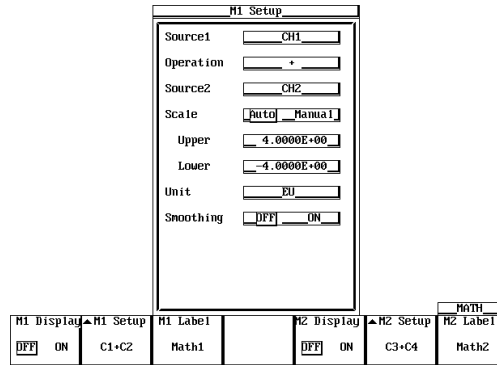 M1 Setup
Source1 CH1
Operation +
Source2 CH2
Scale Auto Manual
Upper 4.0000E+00
Lower -4.0000E+00
Unit EU
Smoothing OFF ON
MATH
M1 Display ▲M1 Setup M1 Label M2 Display ▲M2 Setup M2 Label
OFF ON C1+C2 Math1 OFF ON C3+C4 Math2